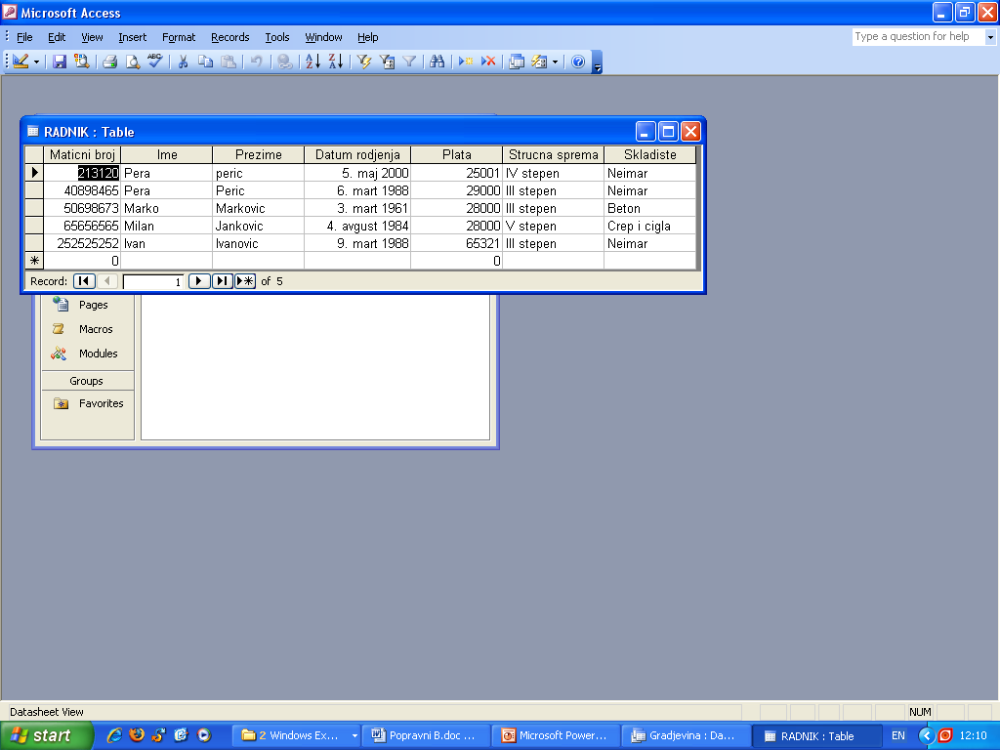 Microsoft Access
File Edit View Insert Format Records Tools Window Help
Type a question for help
RADNIK : Table
Maticni broj Ime Prezime Datum rodjenja Plata Strucna sprema Skladiste
213120 Pera peric 5. maj 2000 25001 IV stepen Neimar
40898465 Pera Peric 6. mart 1988 29000 III stepen Neimar
50698673 Marko Markovic 3. mart 1961 28000 III stepen Beton
65656565 Milan Jankovic 4. avgust 1984 28000 V stepen Crep i cigla
252525252 Ivan Ivanovic 9. mart 1988 65321 III stepen Neimar
0 0
Record: 1 of 5
Pages
Macros
Modules
Groups
Favorites
Datasheet View NUM
start 2 Windows Ex... Popravni B.doc ... Microsoft Power... Gradjevina : Da... RADNIK : Table EN 12:10